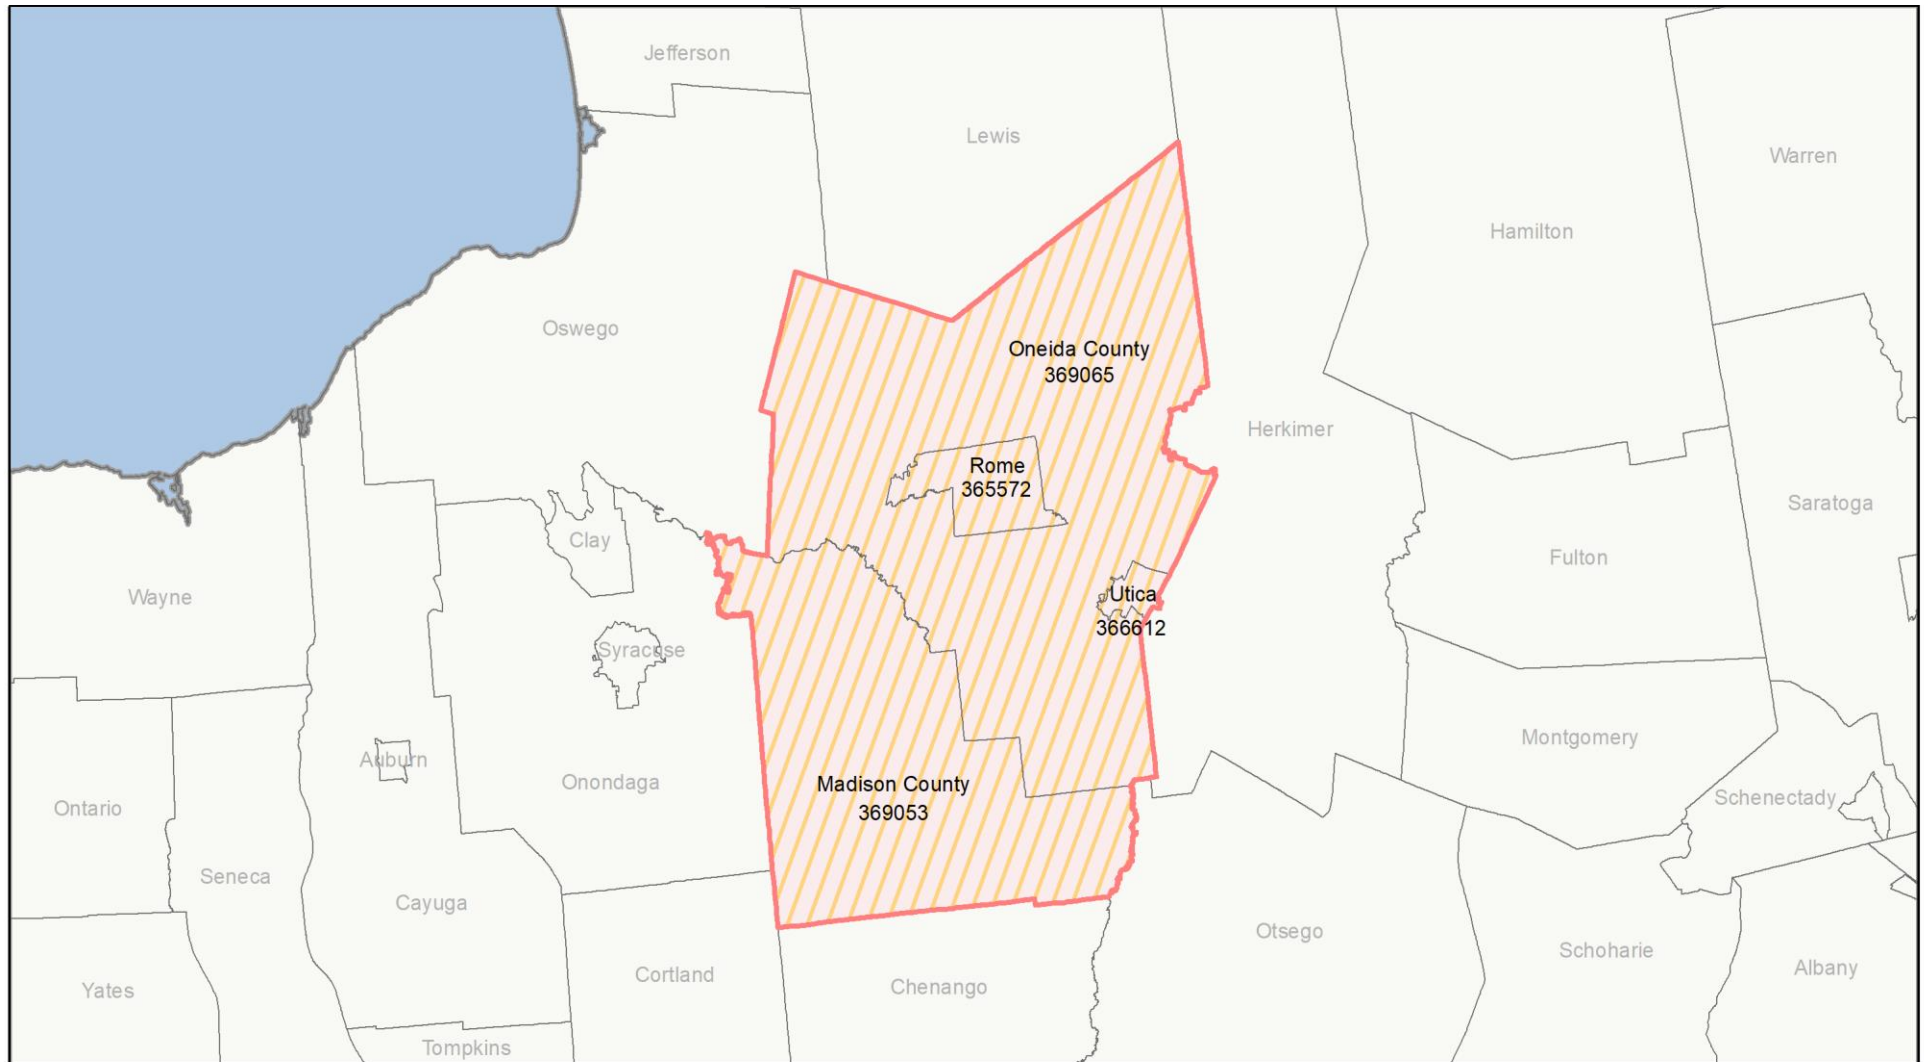 Jefferson
Lewis
Warren
Hamilton
Oswego
Oneida County
369065
Herkimer
Rome
365572
Saratoga
Clay
Fulton
Wayne
Utica
366612
Syracuse
Montgomery
Auburn
Onondaga
Madison County
369053
Schenectady
Ontario
Seneca
Cayuga
Otsego
Schoharie
Albany
Cortland
Chenango
Yates
Tompkins